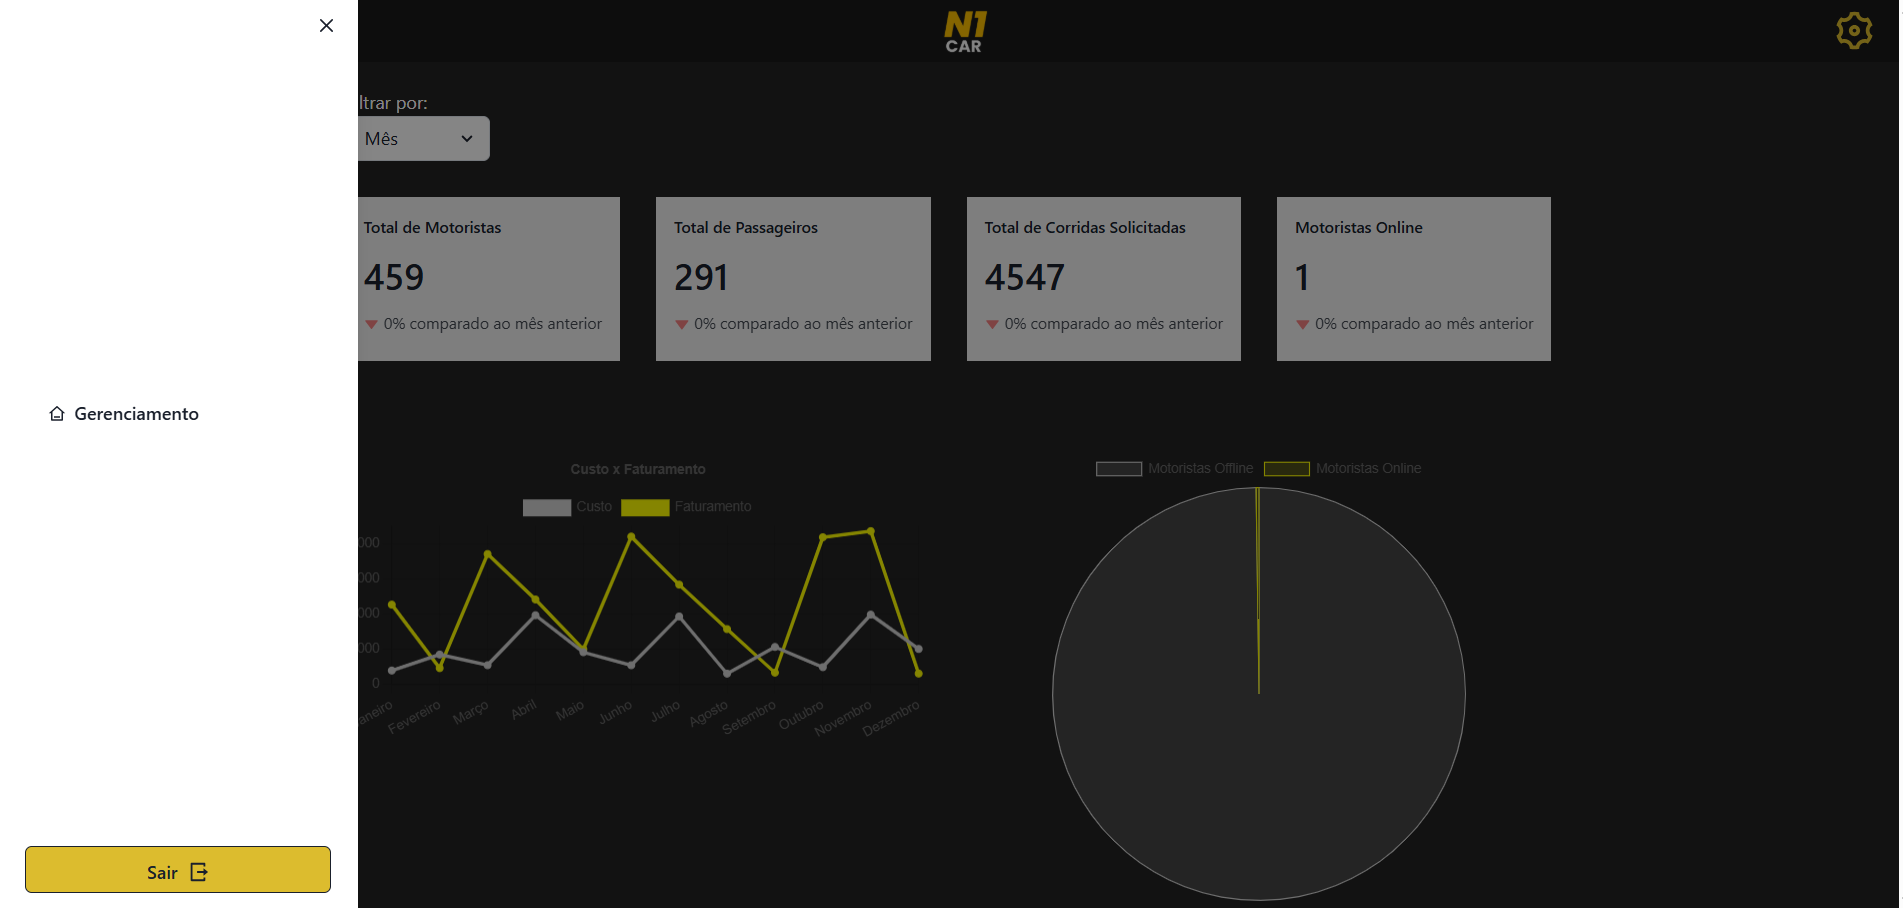 N1
CAR
ltrar por:
Mês
Total de Motoristas
459
0% comparado ao mês anterior
Total de Passageiros
291
0% comparado ao mês anterior
Total de Corridas Solicitadas
4547
0% comparado ao mês anterior
Motoristas Online
1
0% comparado ao mês anterior
Gerenciamento
Custo x Faturamento
Custo
Faturamento
000
000
000
000
0
aneiro
Fevereiro
Março
Abril
Maio
Junho
Julho
Agosto
Setembro
Outubro
Novembro
Dezembro
Motoristas Offline
Motoristas Online
Sair